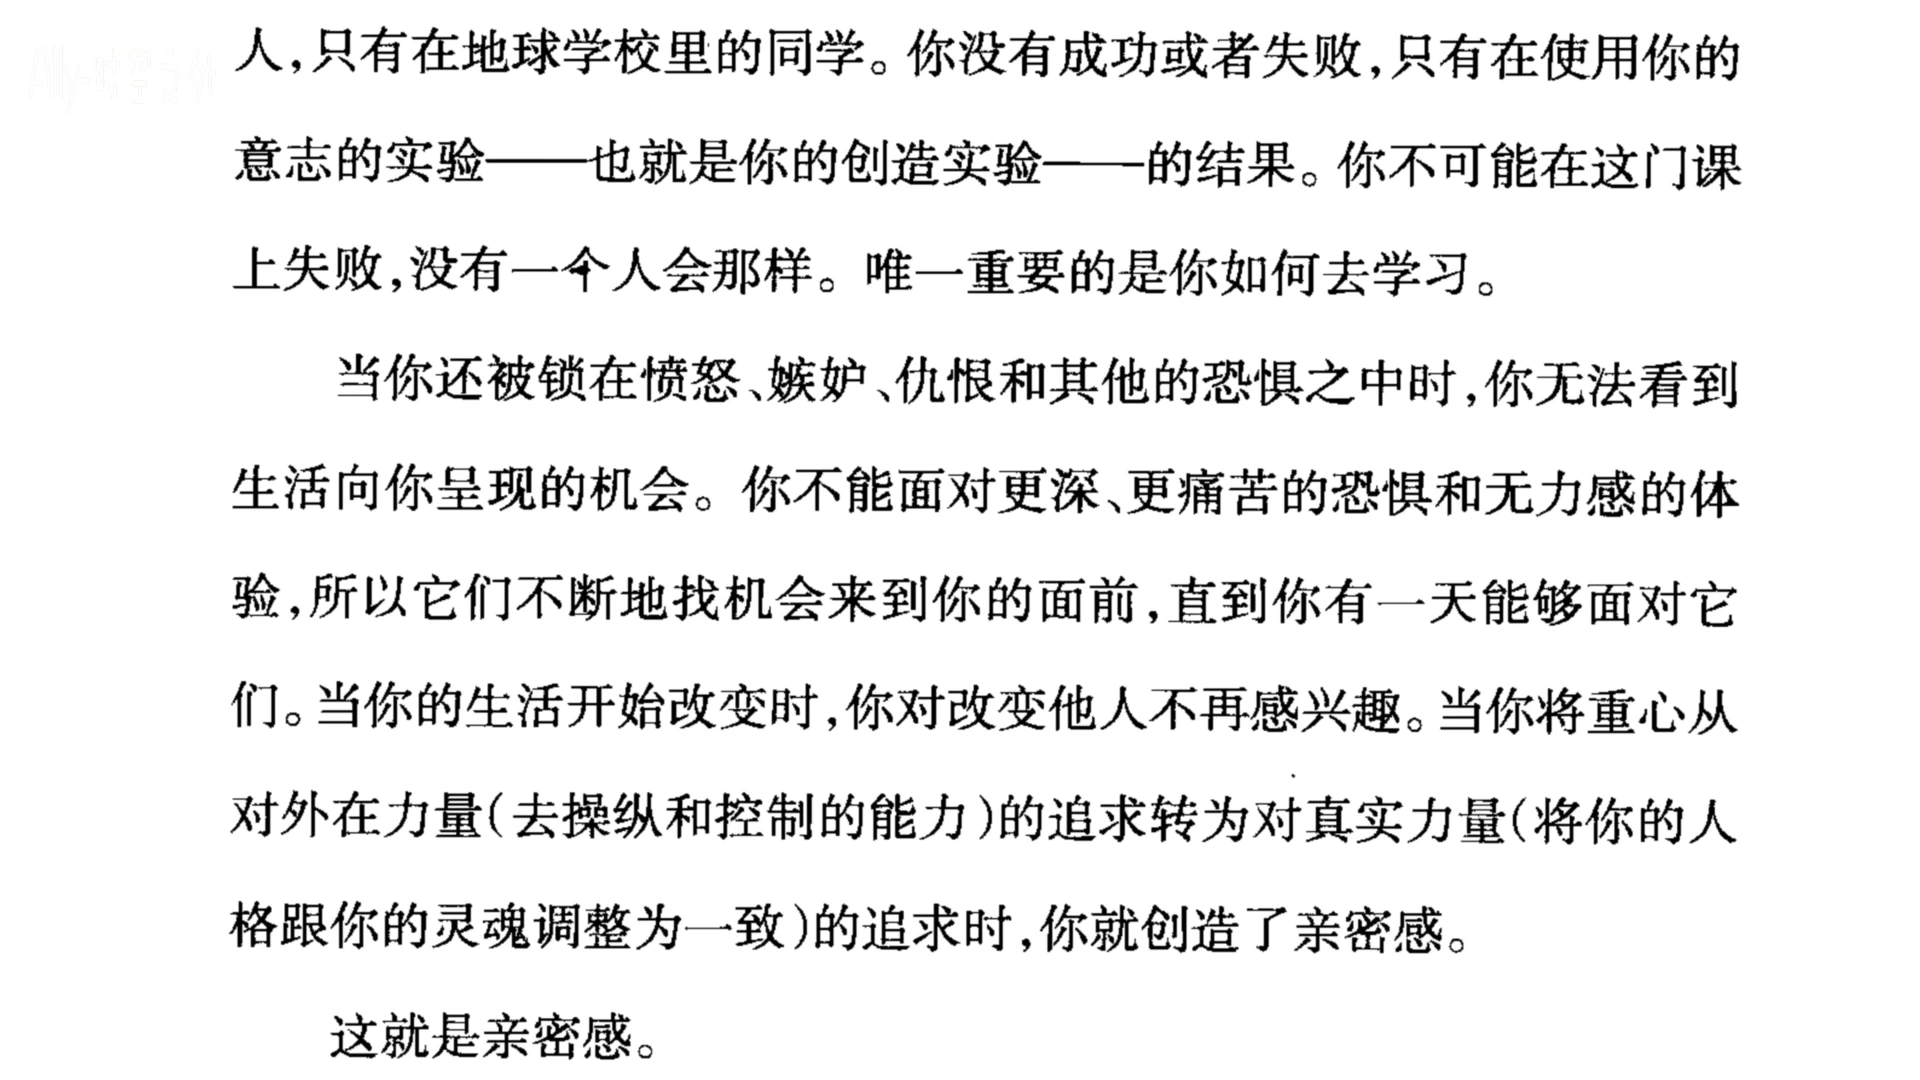 人,只有在地球学校里的同学。你没有成功或者失败,只有在使用你的
意志的实验——也就是你的创造实验——的结果。你不可能在这门课
上失败,没有一个人会那样。唯一重要的是你如何去学习。
当你还被锁在愤怒、嫉妒、仇恨和其他的恐惧之中时,你无法看到
生活向你呈现的机会。你不能面对更深、更痛苦的恐惧和无力感的体
验,所以它们不断地找机会来到你的面前,直到你有一天能够面对它
们。当你的生活开始改变时,你对改变他人不再感兴趣。当你将重心从
对外在力量(去操纵和控制的能力)的追求转为对真实力量(将你的人
格跟你的灵魂调整为一致)的追求时,你就创造了亲密感。
这就是亲密感。